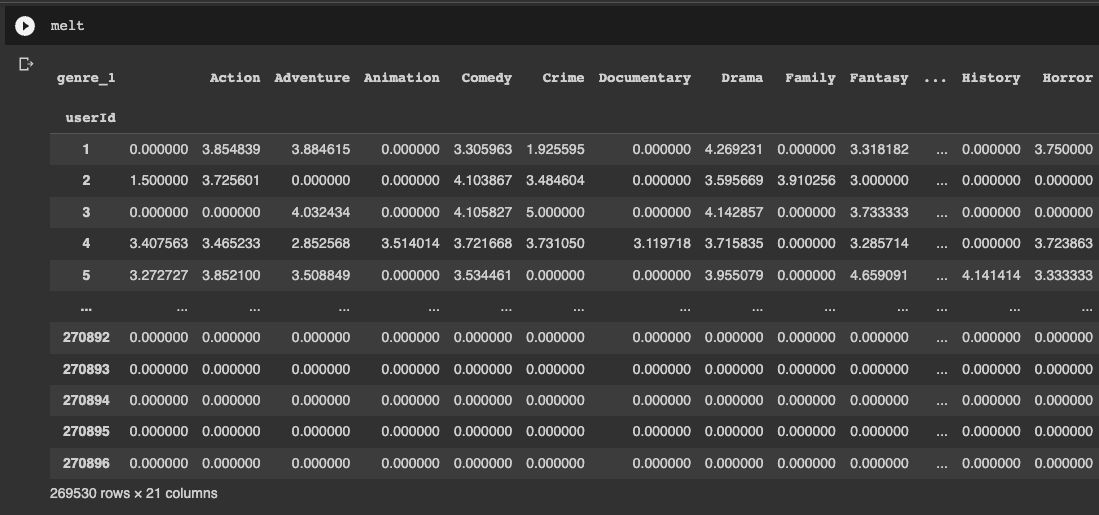 melt
genre_1 Action Adventure Animation Comedy Crime Documentary Drama Family Fantasy ... History Horror
userId
1 0.000000 3.854839 3.884615 0.000000 3.305963 1.925595 0.000000 4.269231 0.000000 3.318182 ... 0.000000 3.750000
2 1.500000 3.725601 0.000000 0.000000 4.103867 3.484604 0.000000 3.595669 3.910256 3.000000 ... 0.000000 0.000000
3 0.000000 0.000000 4.032434 0.000000 4.105827 5.000000 0.000000 4.142857 0.000000 3.733333 ... 0.000000 0.000000
4 3.407563 3.465233 2.852568 3.514014 3.721668 3.731050 3.119718 3.715835 0.000000 3.285714 ... 0.000000 3.723863
5 3.272727 3.852100 3.508849 0.000000 3.534461 0.000000 0.000000 3.955079 0.000000 4.659091 ... 4.141414 3.333333
... ... ... ... ... ... ... ... ... ... ... ... ... ...
270892 0.000000 0.000000 0.000000 0.000000 0.000000 0.000000 0.000000 0.000000 0.000000 0.000000 ... 0.000000 0.000000
270893 0.000000 0.000000 0.000000 0.000000 0.000000 0.000000 0.000000 0.000000 0.000000 0.000000 ... 0.000000 0.000000
270894 0.000000 0.000000 0.000000 0.000000 0.000000 0.000000 0.000000 0.000000 0.000000 0.000000 ... 0.000000 0.000000
270895 0.000000 0.000000 0.000000 0.000000 0.000000 0.000000 0.000000 0.000000 0.000000 0.000000 ... 0.000000 0.000000
270896 0.000000 0.000000 0.000000 0.000000 0.000000 0.000000 0.000000 0.000000 0.000000 0.000000 ... 0.000000 0.000000
269530 rows × 21 columns